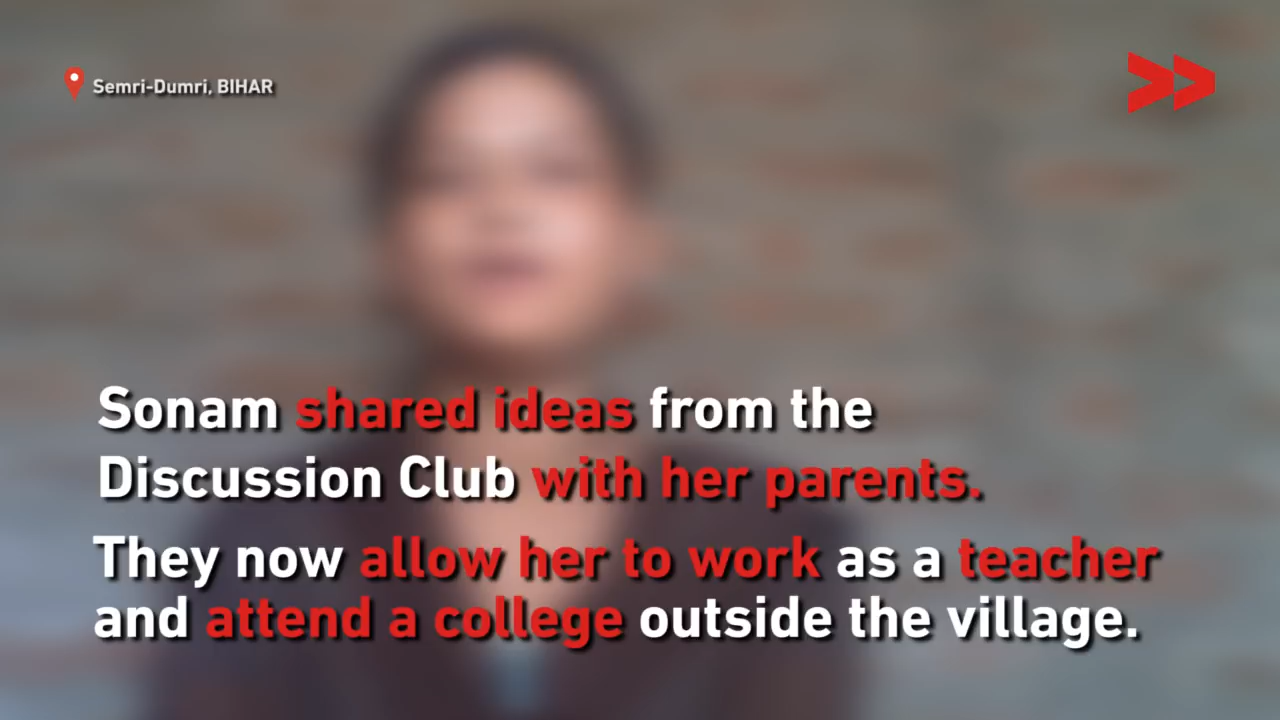 Semri-Dumri, BIHAR
Sonam shared ideas from the
Discussion Club with her parents.
They now allow her to work as a teacher
and attend a college outside the village.